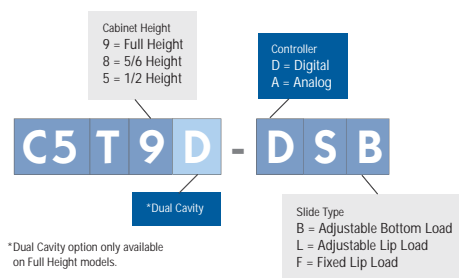 Cabinet Height
9 = Full Height
8 = 5/6 Height
5 = 1/2 Height
Controller
D = Digital
A = Analog
C5 T 9 D - D S B
*Dual Cavity
Slide Type
B = Adjustable Bottom Load
L = Adjustable Lip Load
F = Fixed Lip Load
*Dual Cavity option only available
on Full Height models.